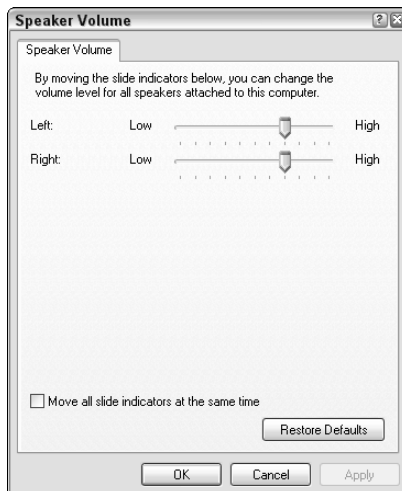 Speaker Volume
Speaker Volume
By moving the slide indicators below, you can change the
volume level for all speakers attached to this computer.
Left: Low High
Right: Low High
Move all slide indicators at the same time
Restore Defaults
OK Cancel Apply